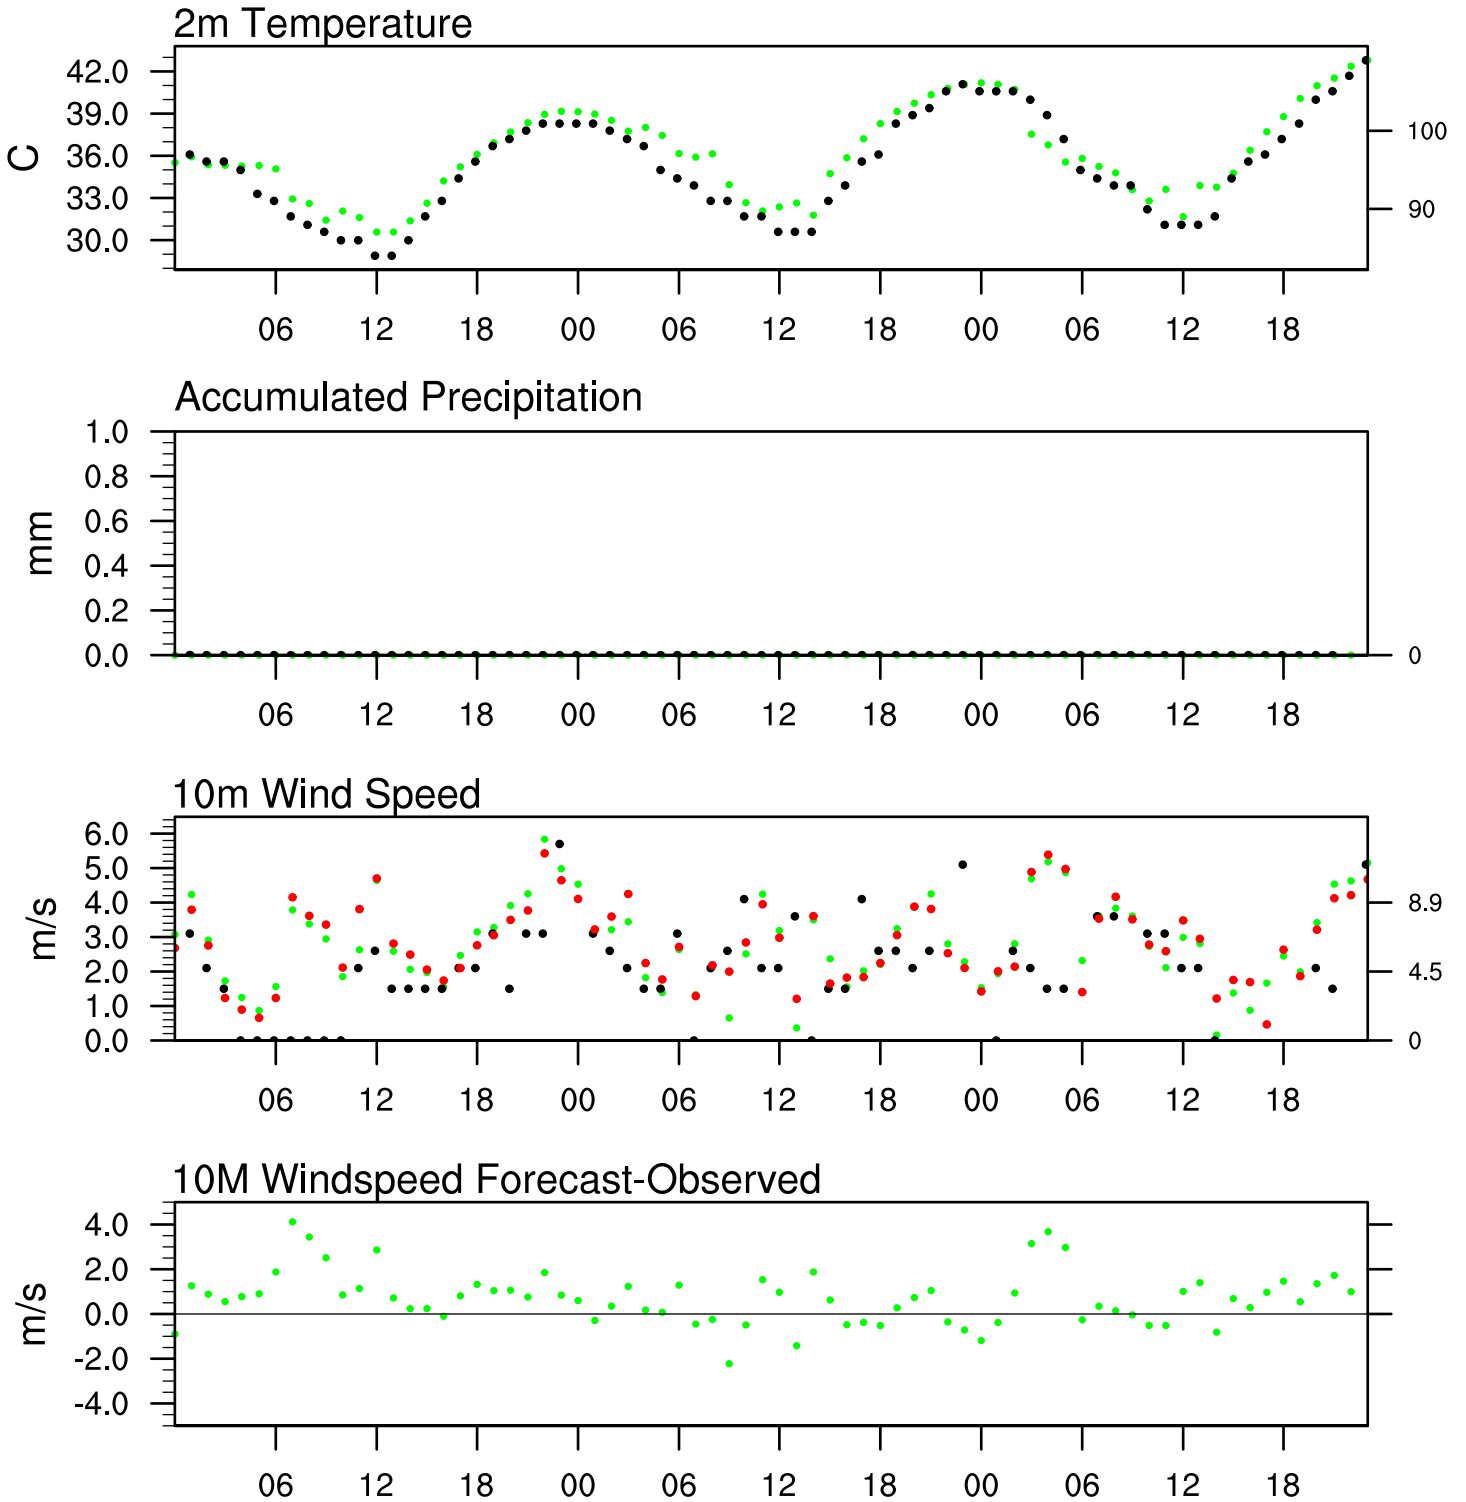 2m Temperature
42.0
39.0
36.0
33.0
30.0
C
100
90
06 12 18 00 06 12 18 00 06 12 18
Accumulated Precipitation
1.0
0.8
0.6
0.4
0.2
0.0
mm
0
06 12 18 00 06 12 18 00 06 12 18
10m Wind Speed
6.0
5.0
4.0
3.0
2.0
1.0
0.0
m/s
8.9
4.5
0
06 12 18 00 06 12 18 00 06 12 18
10M Windspeed Forecast-Observed
4.0
2.0
0.0
-2.0
-4.0
m/s
06 12 18 00 06 12 18 00 06 12 18